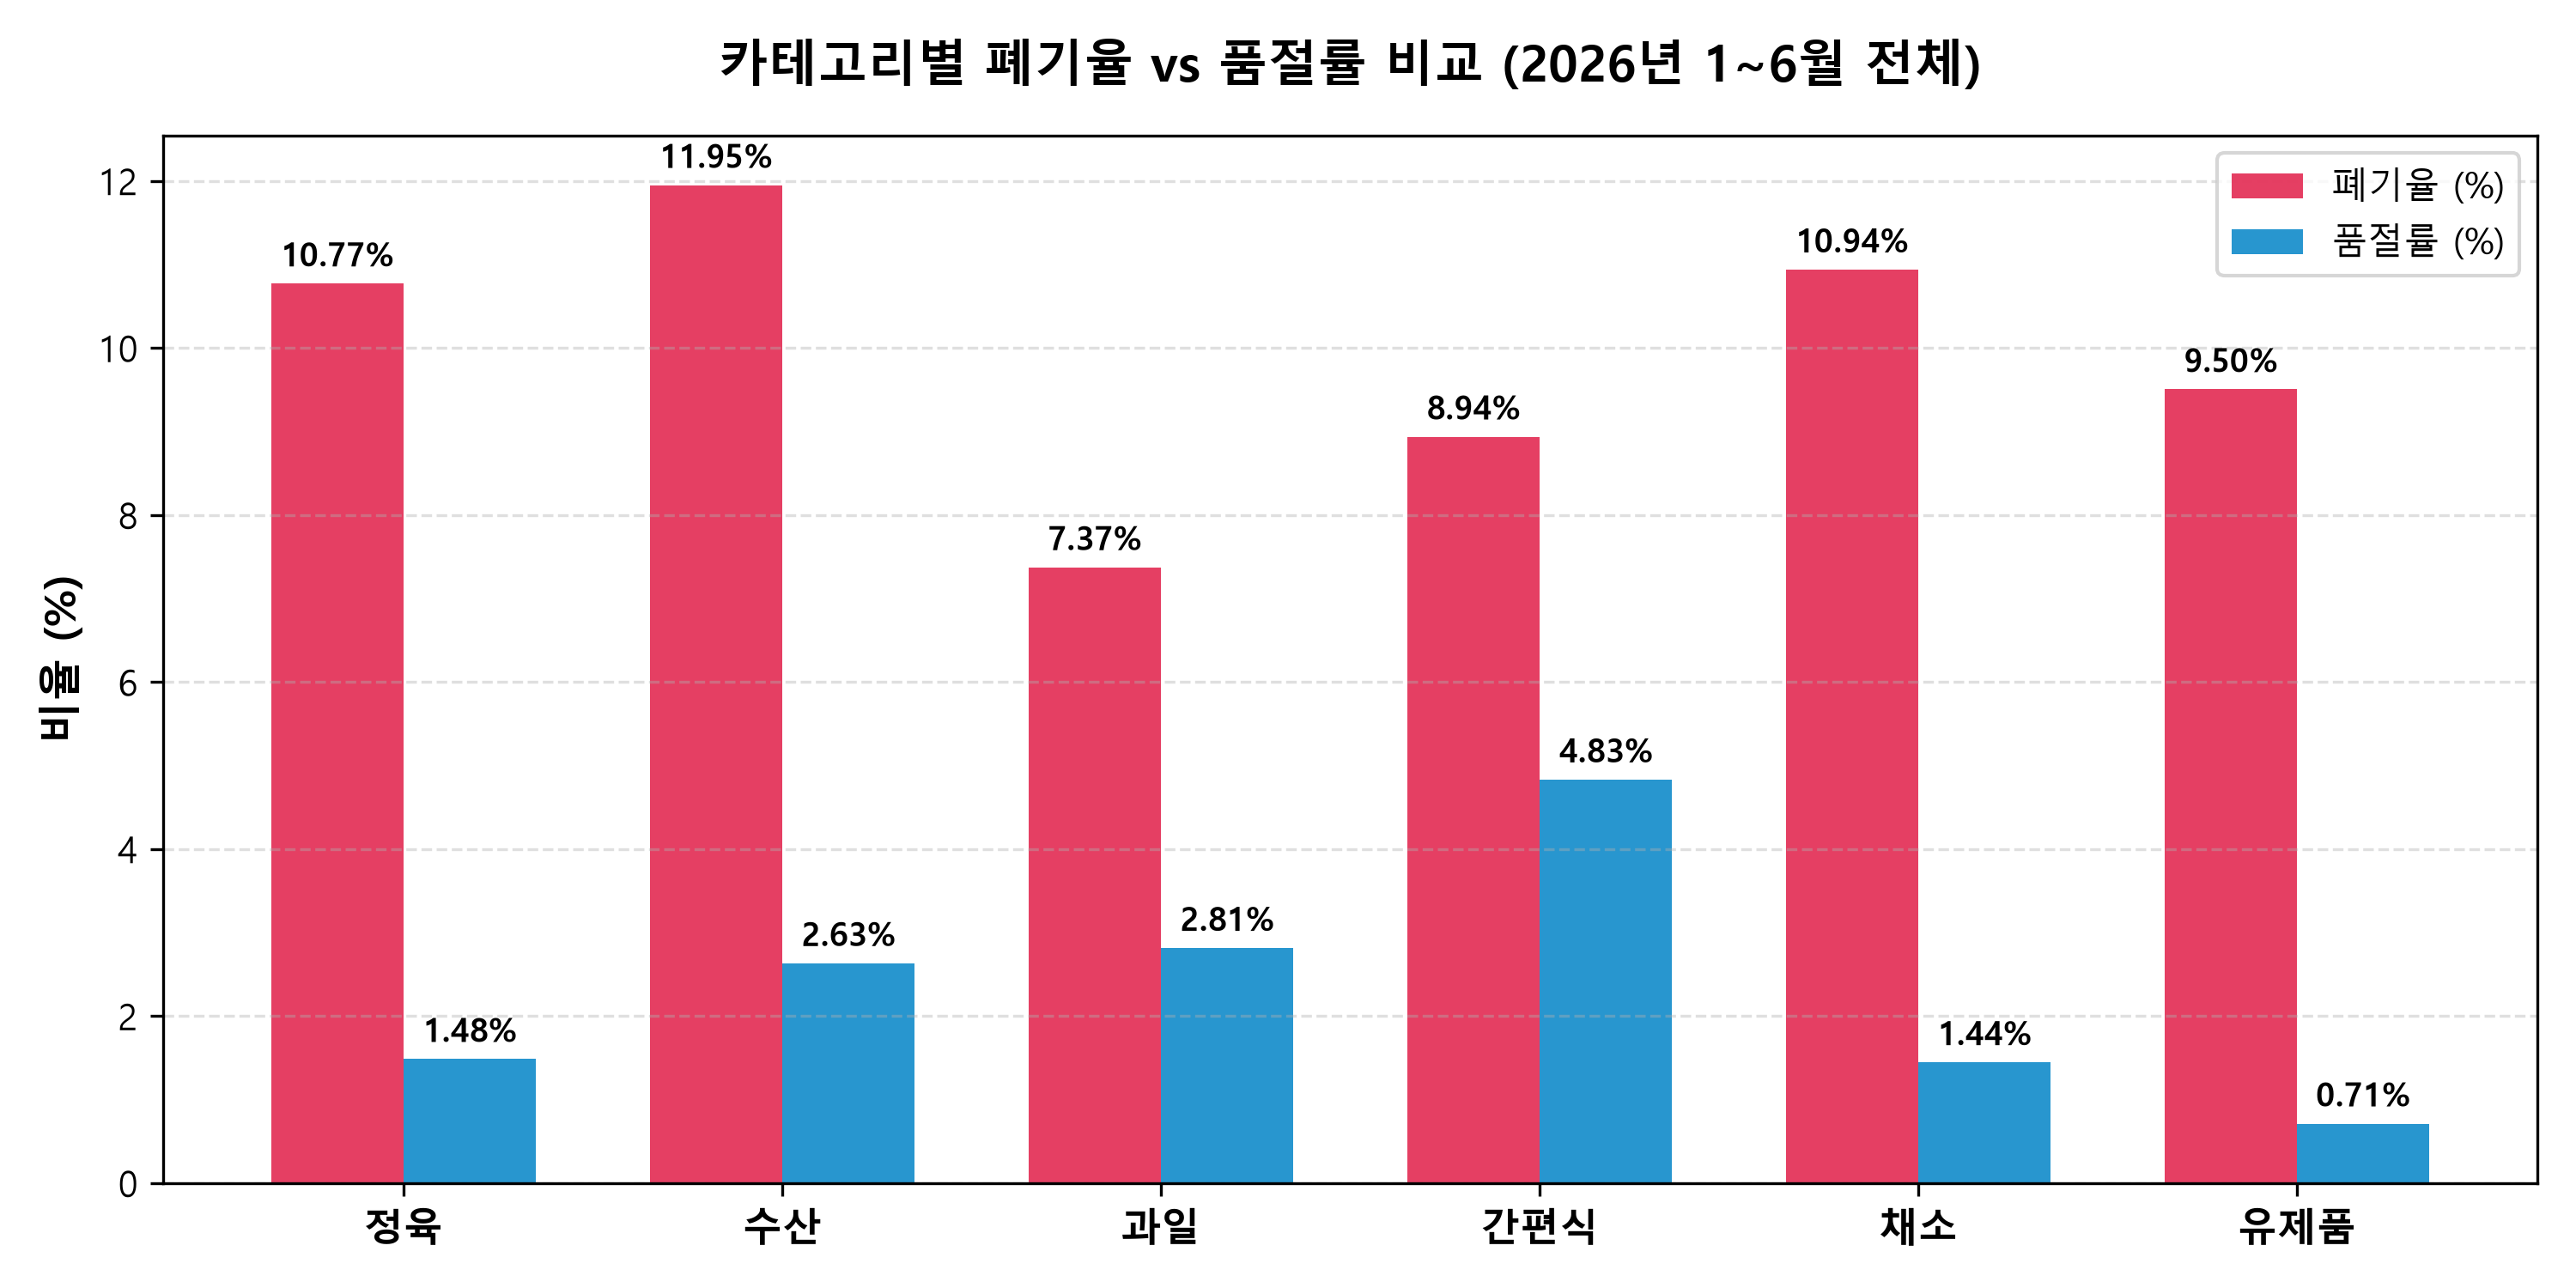 카테고리별 폐기율 vs 품절률 비교 (2026년 1~6월 전체)
폐기율 (%)
품절률 (%)
비율 (%)
12
10
8
6
4
2
0
10.77%
1.48%
11.95%
2.63%
7.37%
2.81%
8.94%
4.83%
10.94%
1.44%
9.50%
0.71%
정육
수산
과일
간편식
채소
유제품